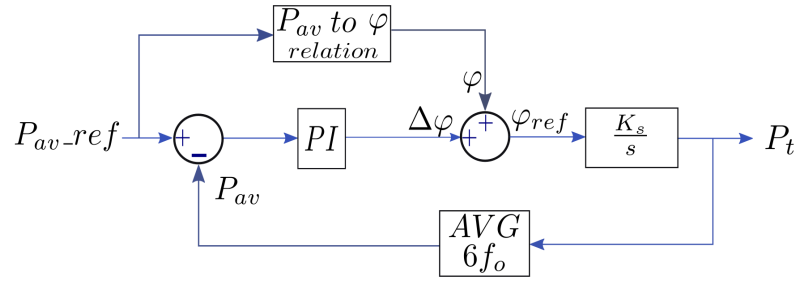 P_av to φ
relation
φ
P_av_ref
+
−
PI
Δφ
+
+
φ_ref
K_s
s
P_t
P_av
AVG
6f_o